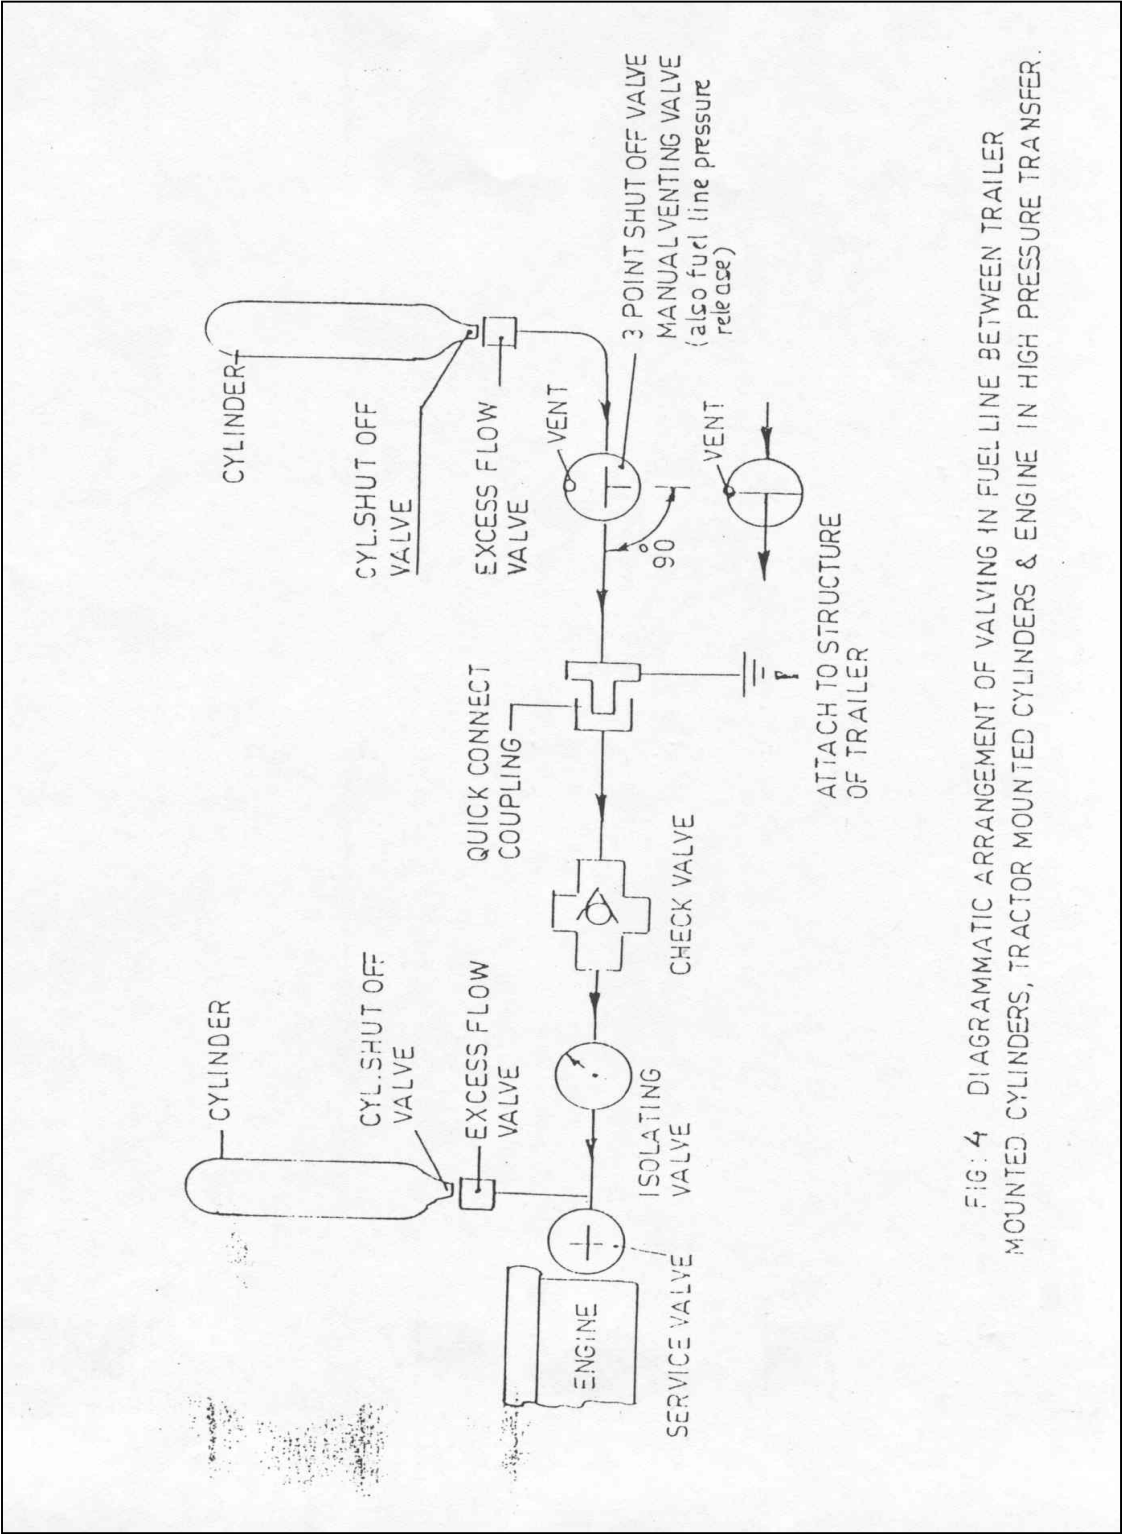 CYLINDER
CYL.SHUT OFF
VALVE
EXCESS FLOW
VALVE
CYLINDER
CYL.SHUT OFF
VALVE
EXCESS FLOW
VALVE
VENT
3 POINT SHUT OFF VALVE
MANUAL VENTING VALVE
(also fuel line pressure
release)
QUICK CONNECT
COUPLING
90°
VENT
ENGINE
SERVICE VALVE
ISOLATING
VALVE
CHECK VALVE
ATTACH TO STRUCTURE
OF TRAILER
FIG: 4 DIAGRAMMATIC ARRANGEMENT OF VALVING IN FUEL LINE BETWEEN TRAILER
MOUNTED CYLINDERS, TRACTOR MOUNTED CYLINDERS & ENGINE IN HIGH PRESSURE TRANSFER.